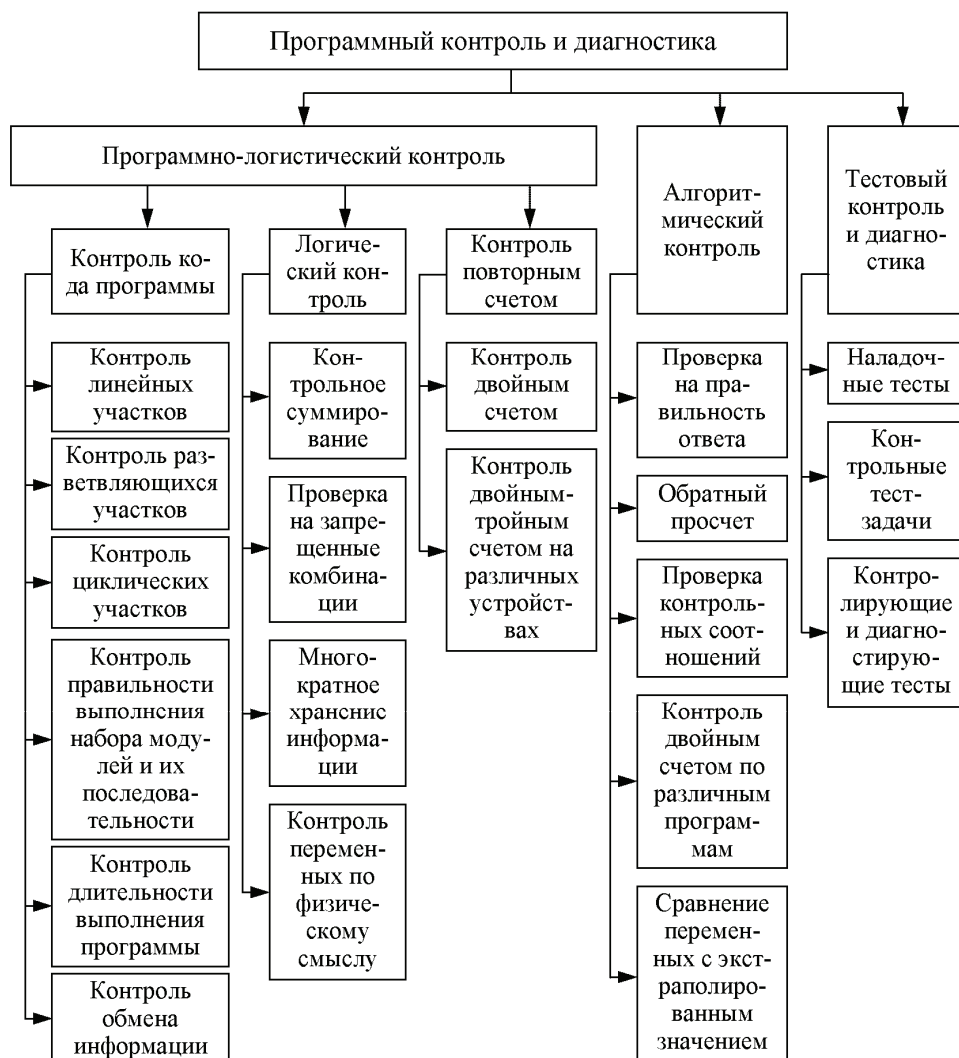 Программный контроль и диагностика
Программно-логистический контроль
Контроль ко-
да программы
Контроль
линейных
участков
Контроль раз-
ветвляющихся
участков
Контроль
циклических
участков
Контроль
правильности
выполнения
набора моду-
лей и их
последова-
тельности
Контроль
длительности
выполнения
программы
Контроль
обмена
информации
Логиче-
ский кон-
троль
Кон-
трольное
суммиро-
вание
Проверка
на запре-
щенные
комбина-
ции
Много-
кратное
хранение
информа-
ции
Контроль
переменных по
физиче-
скому
смыслу
Контроль
повторным
счетом
Контроль
двойным
счетом
Контроль
двойным-
тройным
счетом на
различных
устройст-
вах
Алгорит-
мический
контроль
Проверка
на пра-
вильность
ответа
Обратный
просчет
Проверка
контроль-
ных соот-
ношений
Контроль
двойным
счетом по
различным
програм-
мам
Сравнение
перемен-
ных с экст-
раполиро-
ванным
значением
Тестовый
контроль
и диагно-
стика
Наладоч-
ные тесты
Кон-
трольные
тест-
задачи
Контро-
лирующие
и диагно-
стирую-
щие тесты